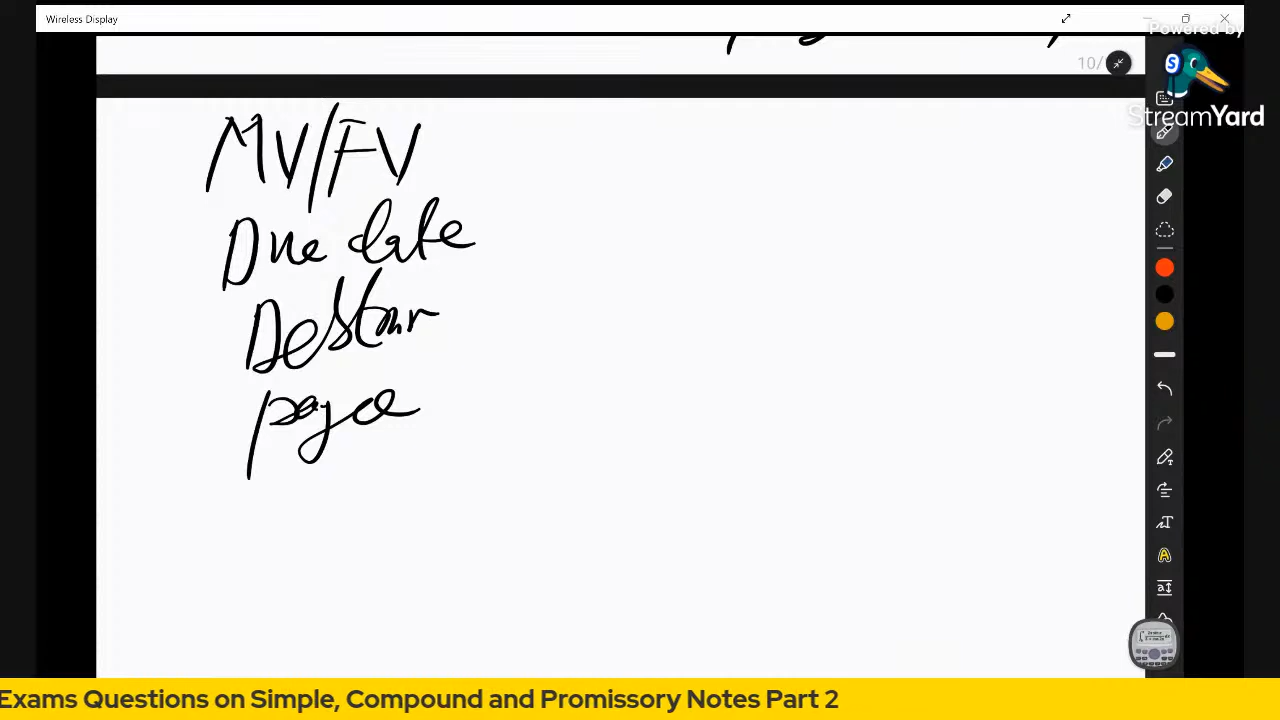 Wireless Display
Powered by
10/
StreamYard
MV/FV
Due date
Debtor
payee
Exams Questions on Simple, Compound and Promissory Notes Part 2